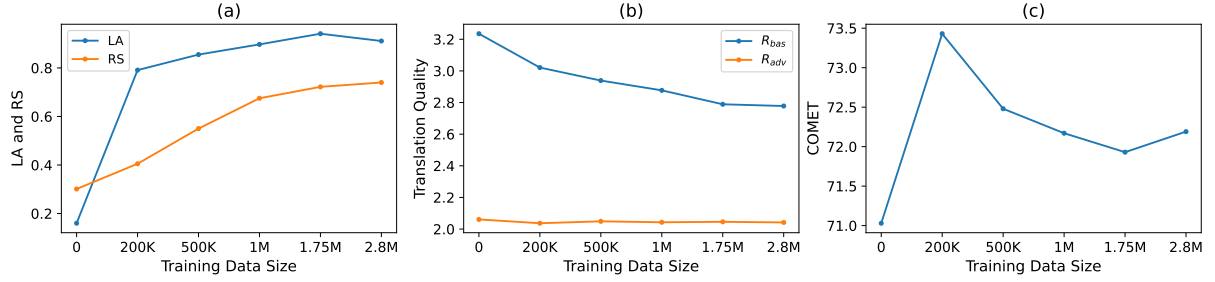 (a)
LA and RS
0.8
0.6
0.4
0.2
LA
RS
0 200K 500K 1M 1.75M 2.8M
Training Data Size
(b)
Translation Quality
3.2
3.0
2.8
2.6
2.4
2.2
2.0
R_bas
R_adv
0 200K 500K 1M 1.75M 2.8M
Training Data Size
(c)
COMET
73.5
73.0
72.5
72.0
71.5
71.0
0 200K 500K 1M 1.75M 2.8M
Training Data Size